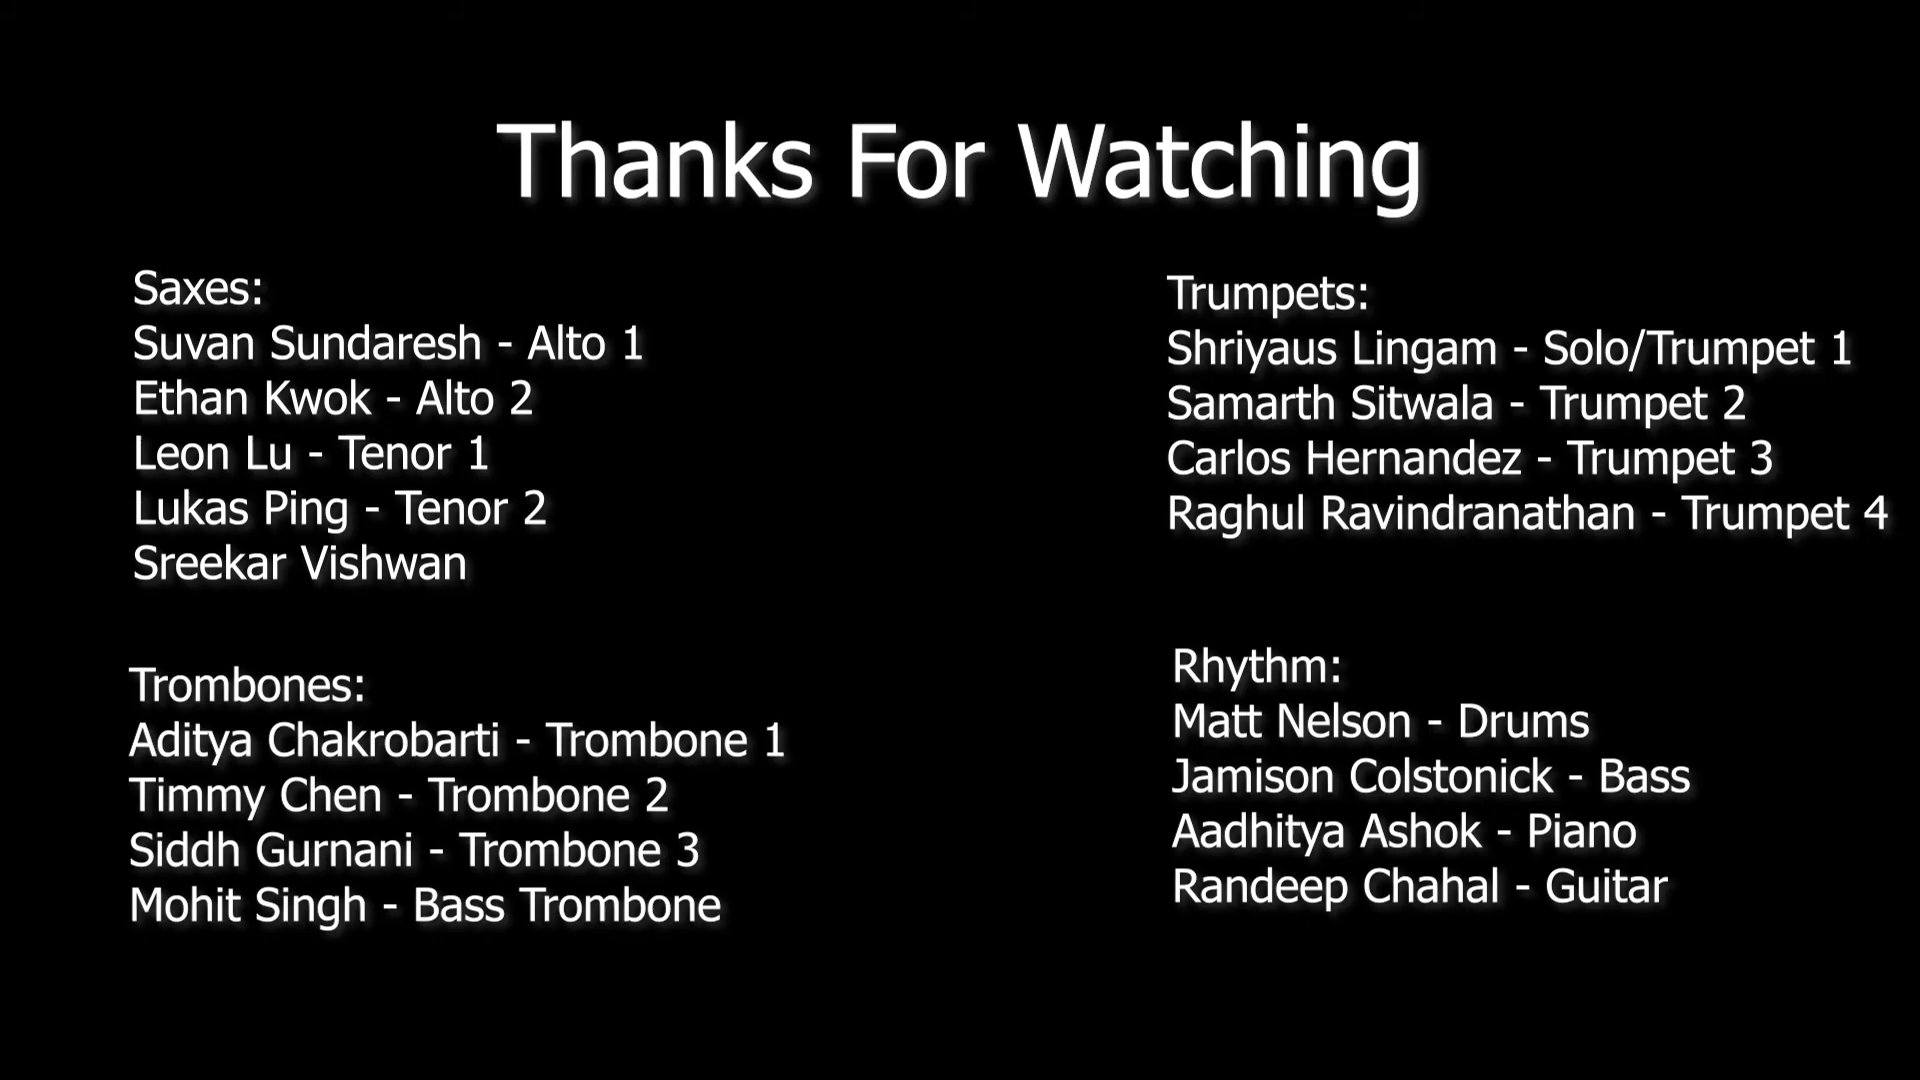 Thanks For Watching
Saxes:
Suvan Sundaresh - Alto 1
Ethan Kwok - Alto 2
Leon Lu - Tenor 1
Lukas Ping - Tenor 2
Sreekar Vishwan
Trombones:
Aditya Chakrobarti - Trombone 1
Timmy Chen - Trombone 2
Siddh Gurnani - Trombone 3
Mohit Singh - Bass Trombone
Trumpets:
Shriyaus Lingam - Solo/Trumpet 1
Samarth Sitwala - Trumpet 2
Carlos Hernandez - Trumpet 3
Raghul Ravindranathan - Trumpet 4
Rhythm:
Matt Nelson - Drums
Jamison Colstonick - Bass
Aadhitya Ashok - Piano
Randeep Chahal - Guitar